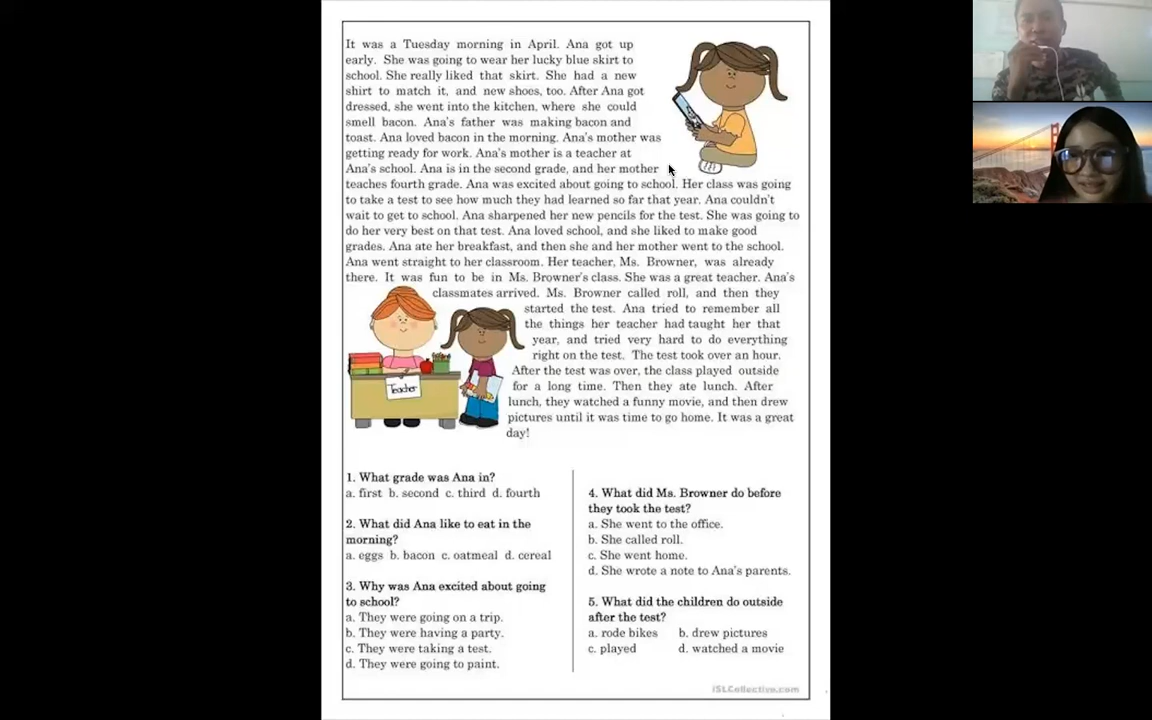 It was a Tuesday morning in April. Ana got up
early. She was going to wear her lucky blue skirt to
school. She really liked that skirt. She had a new
shirt to match it, and new shoes, too. After Ana got
dressed, she went into the kitchen, where she could
smell bacon. Ana's father was making bacon and
toast. Ana loved bacon in the morning. Ana's mother was
getting ready for work. Ana's mother is a teacher at
Ana's school. Ana is in the second grade, and her mother
teaches fourth grade. Ana was excited about going to school. Her class was going
to take a test to see how much they had learned so far that year. Ana couldn't
wait to get to school. Ana sharpened her new pencils for the test. She was going to
do her very best on that test. Ana loved school, and she liked to make good
grades. Ana ate her breakfast, and then she and her mother went to the school.
Ana went straight to her classroom. Her teacher, Ms. Browner, was already
there. It was fun to be in Ms. Browner's class. She was a great teacher. Ana's
classmates arrived. Ms. Browner called roll, and then they
started the test. Ana tried to remember all
the things her teacher had taught her that
year, and tried very hard to do everything
right on the test. The test took over an hour.
After the test was over, the class played outside
for a long time. Then they ate lunch. After
lunch, they watched a funny movie, and then drew
pictures until it was time to go home. It was a great
day!
Teacher
1. What grade was Ana in?
a. first b. second c. third d. fourth
2. What did Ana like to eat in the
morning?
a. eggs b. bacon c. oatmeal d. cereal
3. Why was Ana excited about going
to school?
a. They were going on a trip.
b. They were having a party.
c. They were taking a test.
d. They were going to paint.
4. What did Ms. Browner do before
they took the test?
a. She went to the office.
b. She called roll.
c. She went home.
d. She wrote a note to Ana's parents.
5. What did the children do outside
after the test?
a. rode bikes b. drew pictures
c. played d. watched a movie
iSLCollective.com